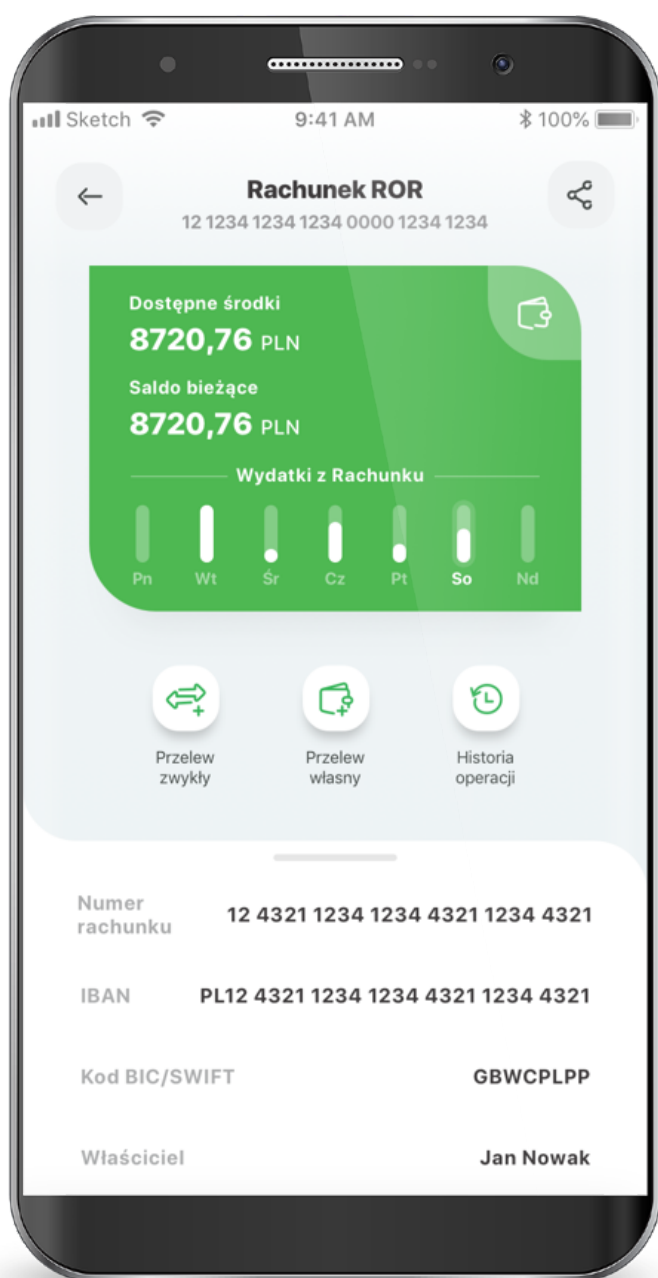 Sketch 9:41 AM 100%
Rachunek ROR
12 1234 1234 1234 0000 1234 1234
Dostępne środki
8720,76 PLN
Saldo bieżące
8720,76 PLN
Wydatki z Rachunku
Pn Wt Śr Cz Pt So Nd
Przelew
zwykły
Przelew
własny
Historia
operacji
Numer
rachunku
12 4321 1234 1234 4321 1234 4321
IBAN PL12 4321 1234 1234 4321 1234 4321
Kod BIC/SWIFT GBWCPLPP
Właściciel Jan Nowak